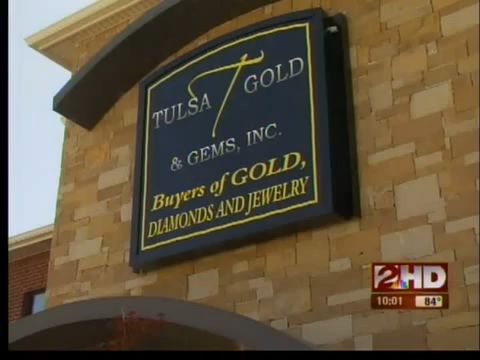 TULSA GOLD
& GEMS, INC.
Buyers of GOLD,
DIAMONDS AND JEWELRY
2HD
10:01 84°